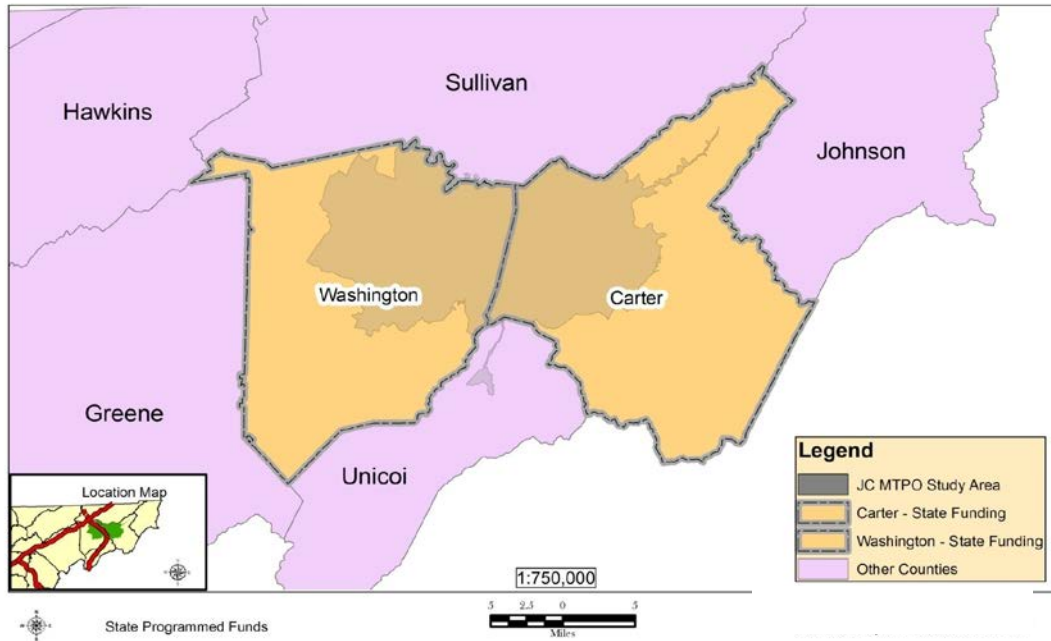 Sullivan
Hawkins
Johnson
Washington
Carter
Greene
Unicoi
Legend
JC MTPO Study Area
Carter - State Funding
Washington - State Funding
Other Counties
Location Map
1:750,000
5 2.5 0 5
Miles
State Programmed Funds